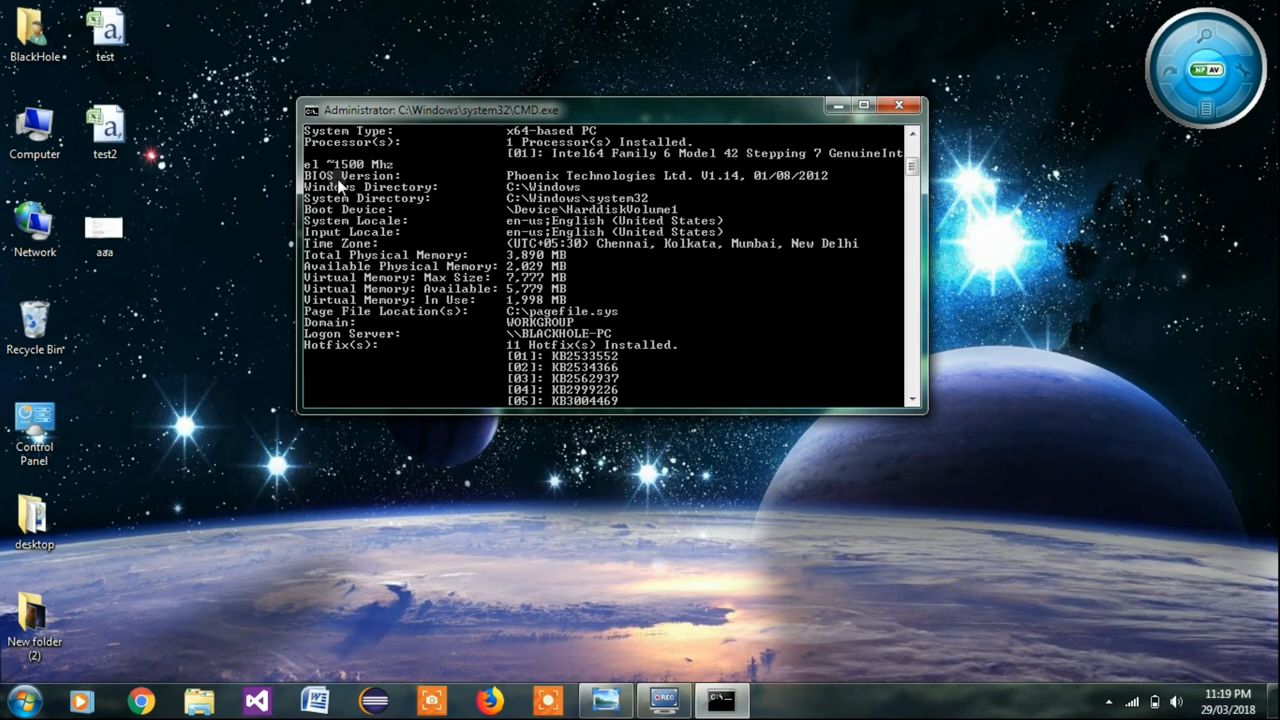 BlackHole
test
Computer
test2
Network
aaa
Recycle Bin
Control
Panel
desktop
New folder
(2)
NP AV
Administrator: C:\Windows\system32\CMD.exe
System Type: x64-based PC
Processor(s): 1 Processor(s) Installed.
[01]: Intel64 Family 6 Model 42 Stepping 7 GenuineInt
el ~1500 Mhz
BIOS Version: Phoenix Technologies Ltd. V1.14, 01/08/2012
Windows Directory: C:\Windows
System Directory: C:\Windows\system32
Boot Device: \Device\HarddiskVolume1
System Locale: en-us;English (United States)
Input Locale: en-us;English (United States)
Time Zone: (UTC+05:30) Chennai, Kolkata, Mumbai, New Delhi
Total Physical Memory: 3,890 MB
Available Physical Memory: 2,029 MB
Virtual Memory: Max Size: 7,777 MB
Virtual Memory: Available: 5,779 MB
Virtual Memory: In Use: 1,998 MB
Page File Location(s): C:\pagefile.sys
Domain: WORKGROUP
Logon Server: \\BLACKHOLE-PC
Hotfix(s): 11 Hotfix(s) Installed.
[01]: KB2533552
[02]: KB2534366
[03]: KB2562937
[04]: KB2999226
[05]: KB3004469
REC
11:19 PM
29/03/2018